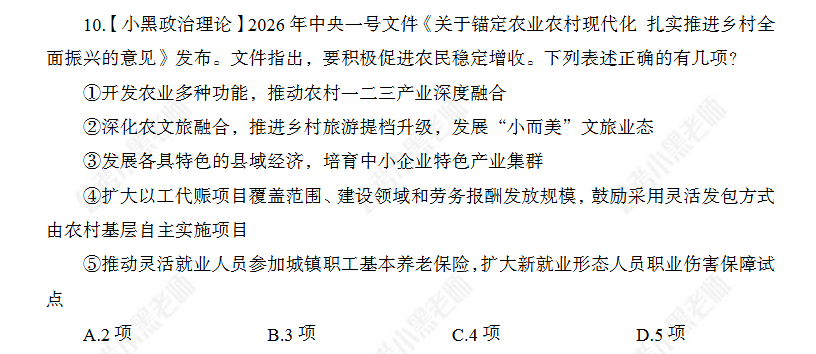 10.【小黑政治理论】2026年中央一号文件《关于锚定农业农村现代化 扎实推进乡村全
面振兴的意见》发布。文件指出，要积极促进农民稳定增收。下列表述正确的有几项？
①开发农业多种功能，推动农村一二三产业深度融合
②深化农文旅融合，推进乡村旅游提档升级，发展“小而美”文旅业态
③发展各具特色的县域经济，培育中小企业特色产业集群
④扩大以工代赈项目覆盖范围、建设领域和劳务报酬发放规模，鼓励采用灵活发包方式
由农村基层自主实施项目
⑤推动灵活就业人员参加城镇职工基本养老保险，扩大新就业形态人员职业伤害保障试
点
A.2 项 B.3 项 C.4 项 D.5 项